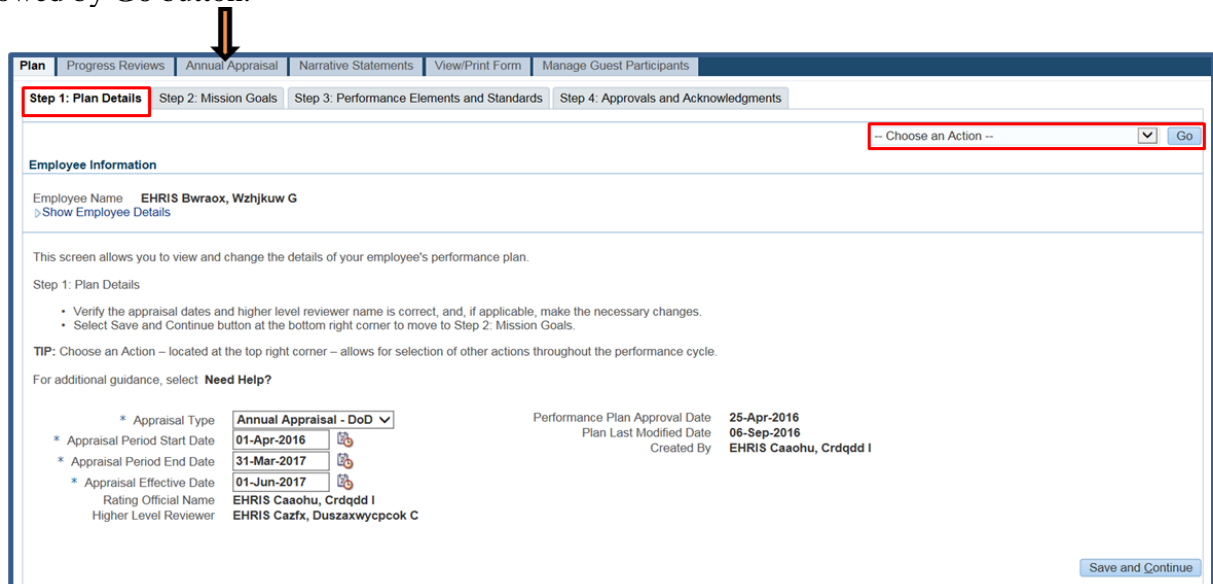 by Go button.
Plan Progress Reviews Annual Appraisal Narrative Statements View/Print Form Manage Guest Participants
Step 1: Plan Details Step 2: Mission Goals Step 3: Performance Elements and Standards Step 4: Approvals and Acknowledgments
-- Choose an Action -- Go
Employee Information
Employee Name EHRIS Bwraox, Wzhjkuw G
Show Employee Details
This screen allows you to view and change the details of your employee's performance plan.
Step 1: Plan Details
• Verify the appraisal dates and higher level reviewer name is correct, and, if applicable, make the necessary changes.
• Select Save and Continue button at the bottom right corner to move to Step 2: Mission Goals.
TIP: Choose an Action – located at the top right corner – allows for selection of other actions throughout the performance cycle.
For additional guidance, select Need Help?
* Appraisal Type Annual Appraisal - DoD
* Appraisal Period Start Date 01-Apr-2016
* Appraisal Period End Date 31-Mar-2017
* Appraisal Effective Date 01-Jun-2017
Rating Official Name EHRIS Caaohu, Crdqdd I
Higher Level Reviewer EHRIS Cazfx, Duszaxwycpcok C
Performance Plan Approval Date 25-Apr-2016
Plan Last Modified Date 06-Sep-2016
Created By EHRIS Caaohu, Crdqdd I
Save and Continue